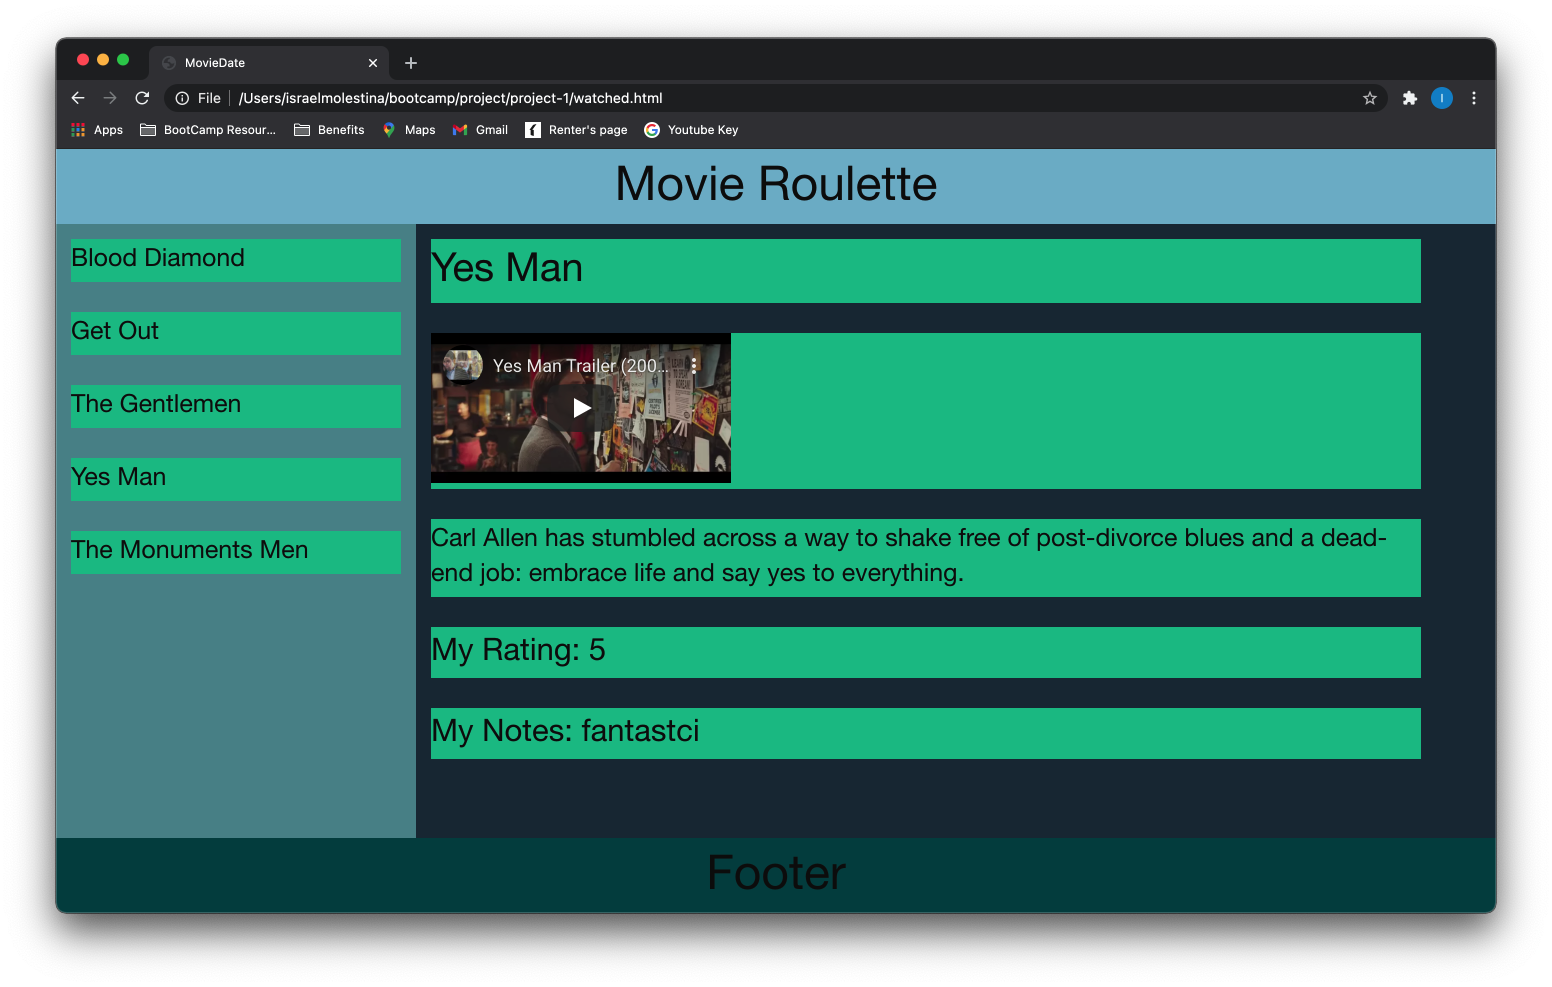 MovieDate
File /Users/israelmolestina/bootcamp/project/project-1/watched.html
I
Apps BootCamp Resour... Benefits Maps Gmail Renter's page Youtube Key
Movie Roulette
Blood Diamond
Get Out
The Gentlemen
Yes Man
The Monuments Men
Yes Man
Yes Man Trailer (200...
Carl Allen has stumbled across a way to shake free of post-divorce blues and a dead-
end job: embrace life and say yes to everything.
My Rating: 5
My Notes: fantastci
Footer